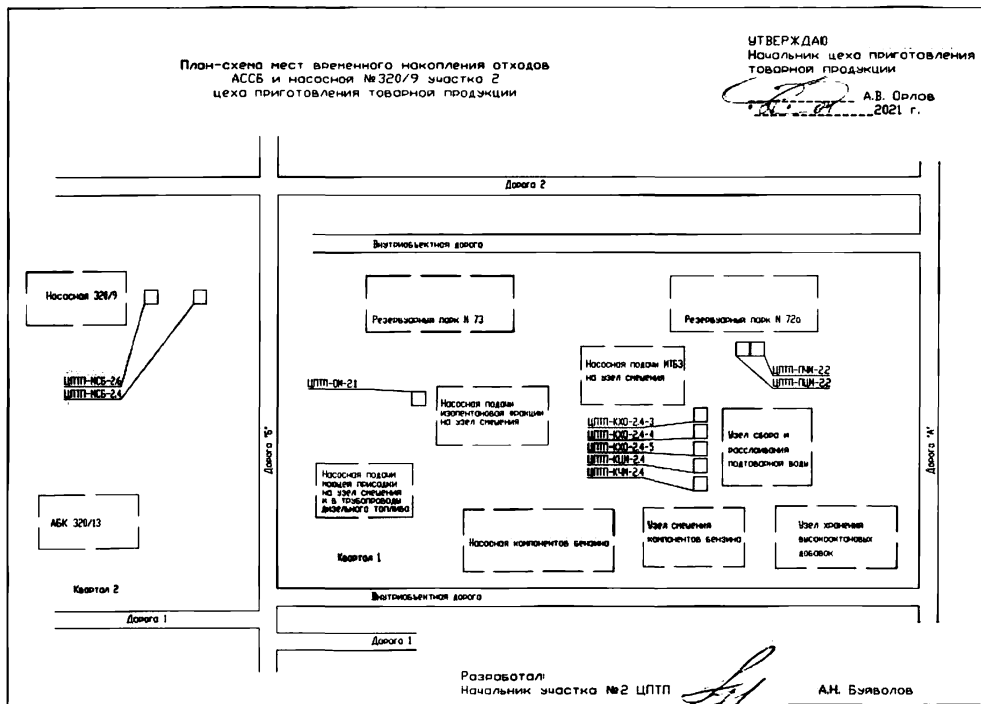 План-схема мест временного накопления отходов
АССБ и насосной №320/9 участка 2
цеха приготовления товарной продукции
УТВЕРЖДАЮ
Начальник цеха приготовления
товарной продукции
А.В. Орлов
2021 г.
Дорога 2
Внутриобъектная дорога
Насосная 320/9
Резервуарный парк N 73
Резервуарный парк N 72а
ЦПТП-МСБ-2.6
ЦПТП-МСБ-2.4
ЦПТП-ОМ-2.1
Насосная подачи МТБЭ
на узел смешения
ЦПТП-ПЧМ-2.2
ЦПТП-ПЦМ-2.2
Насосная подачи
изопентановой фракции
на узел смешения
ЦПТП-КХО-2.4-3
ЦПТП-КХО-2.4-4
ЦПТП-КХО-2.4-5
ЦПТП-КЦМ-2.4
ЦПТП-КЧМ-2.4
Узел сбора и
расслаивания
подтоварной воды
Дорога "Б"
Дорога "А"
Насосная подачи
моющей присадки
на узел смешения
и в трубопроводы
дизельного топлива
АБК 320/13
Насосная компонентов бензина
Узел смешения
компонентов бензина
Узел хранения
высокооктановых
добавок
Квартал 1
Квартал 2
Внутриобъектная дорога
Дорога 1
Дорога 1
Разработал:
Начальник участка №2 ЦПТП
А.Н. Буяволов